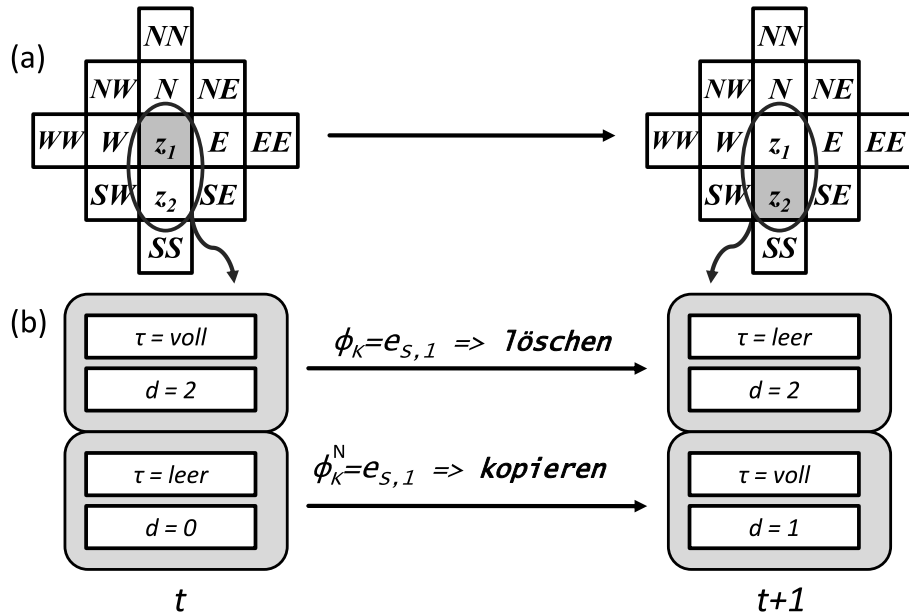 NN NN
(a)
NW N NE NW N NE
WW W z1 E EE WW W z1 E EE
SW z2 SE SW z2 SE
SS SS
(b)
τ = voll ϕK=eS,1 => löschen τ = leer
d = 2 d = 2
τ = leer ϕK^N=eS,1 => kopieren τ = voll
d = 0 d = 1
t t+1